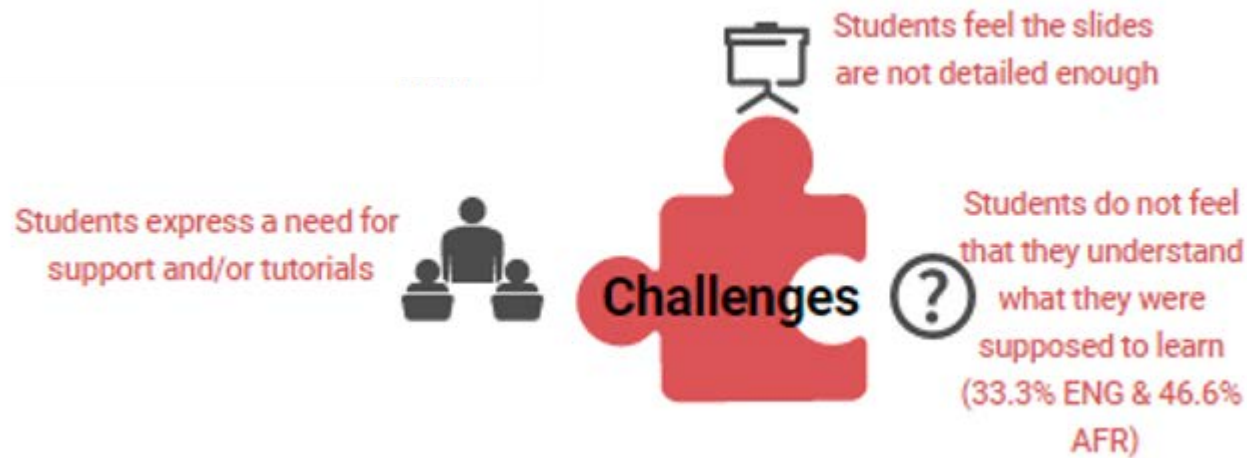 Students feel the slides
are not detailed enough
Students express a need for
support and/or tutorials
Challenges
?
Students do not feel
that they understand
what they were
supposed to learn
(33.3% ENG & 46.6%
AFR)